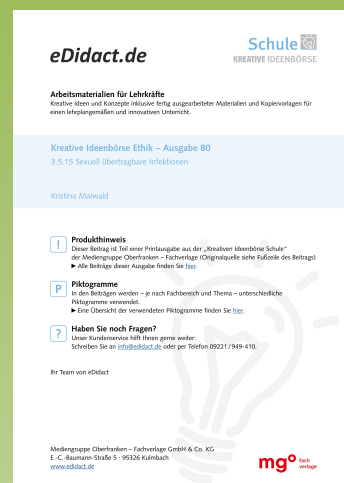 eDidact.de
Schule
KREATIVE IDEENBÖRSE
Arbeitsmaterialien für Lehrkräfte
Kreative Ideen und Konzepte inklusive fertig ausgearbeiteter Materialien und Kopiervorlagen für
einen lehrplangemäßen und innovativen Unterricht.
Kreative Ideenbörse Ethik – Ausgabe 80
3.5.15 Sexuell übertragbare Infektionen
Kristina Maiwald
!
Produkthinweis
Dieser Beitrag ist Teil einer Printausgabe aus der „Kreativen Ideenbörse Schule“
der Mediengruppe Oberfranken – Fachverlage (Originalquelle siehe Fußzeile des Beitrags)
▶ Alle Beiträge dieser Ausgabe finden Sie hier.
P
Piktogramme
In den Beiträgen werden – je nach Fachbereich und Thema – unterschiedliche
Piktogramme verwendet.
▶ Eine Übersicht der verwendeten Piktogramme finden Sie hier.
?
Haben Sie noch Fragen?
Unser Kundenservice hilft Ihnen gerne weiter:
Schreiben Sie an info@edidact.de oder per Telefon 09221 / 949-410.
Ihr Team von eDidact
Mediengruppe Oberfranken – Fachverlage GmbH & Co. KG
E.-C.-Baumann-Straße 5 · 95326 Kulmbach
www.edidact.de
mgo fach
verlage